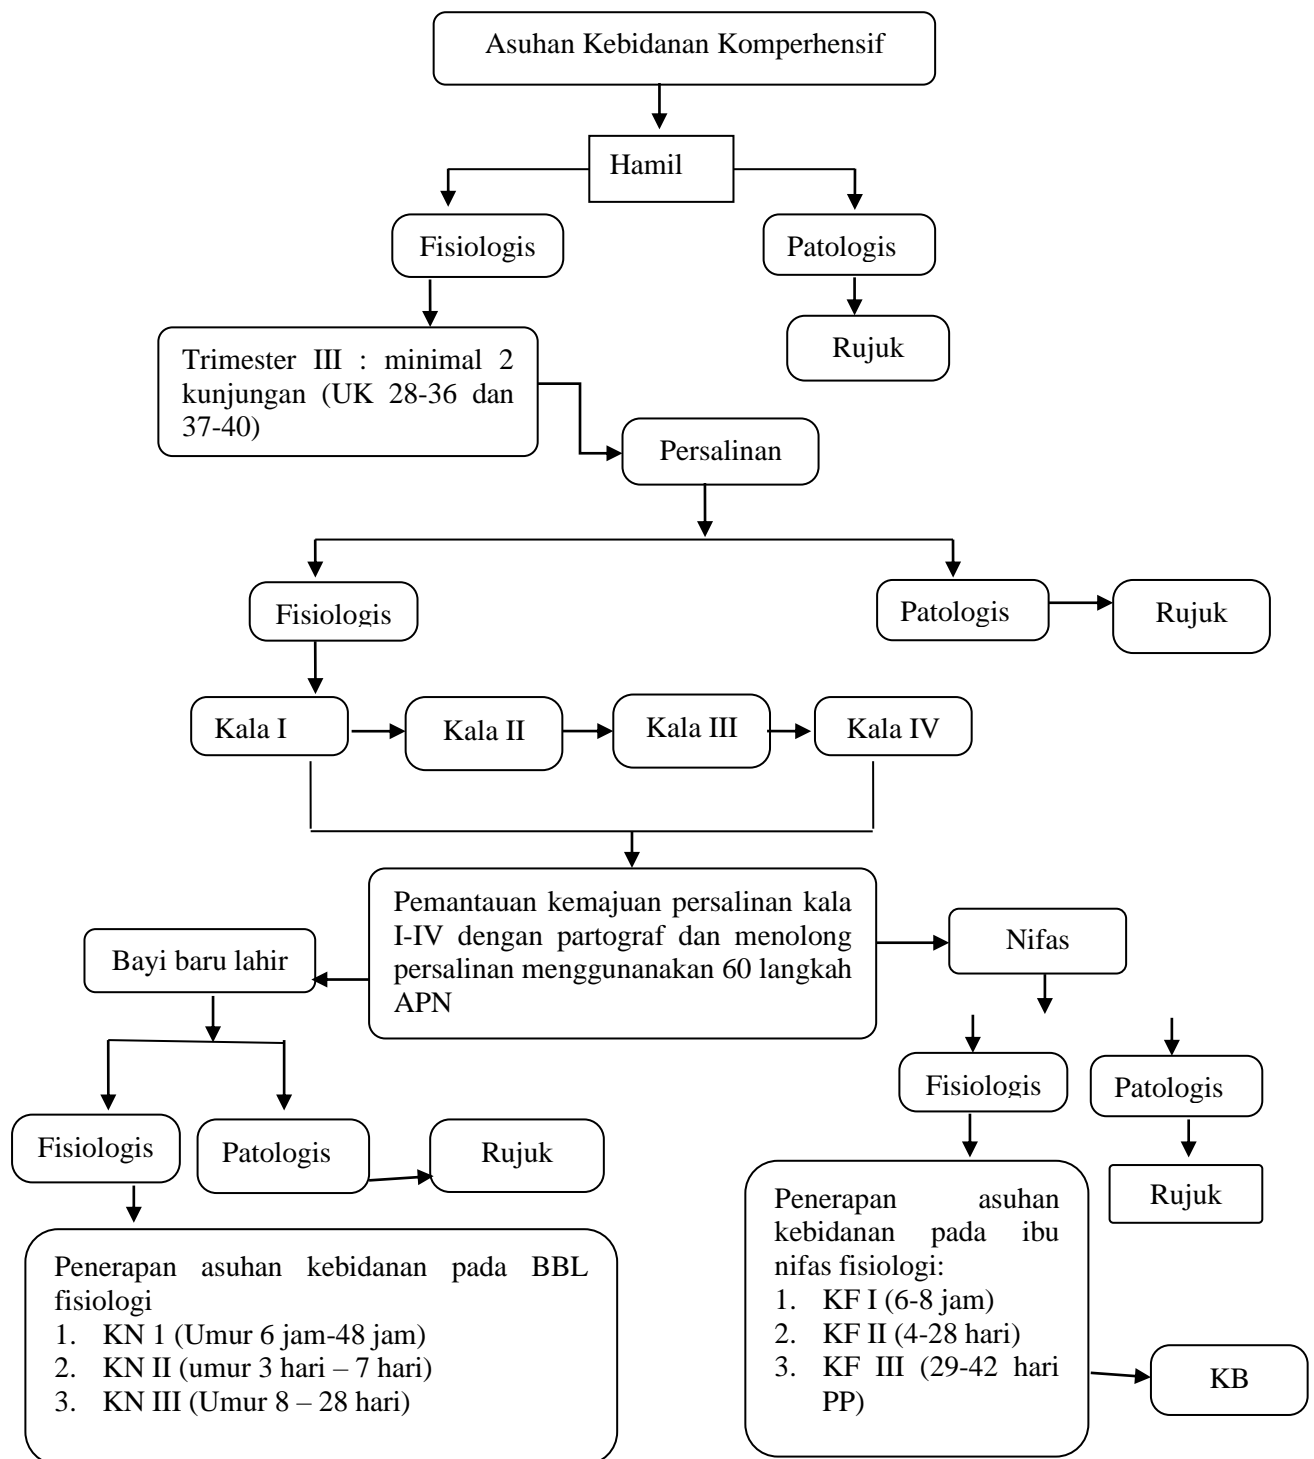 Asuhan Kebidanan Komperhensif
Hamil
Fisiologis
Patologis
Rujuk
Trimester III : minimal 2
kunjungan (UK 28-36 dan
37-40)
Persalinan
Fisiologis
Patologis
Rujuk
Kala I
Kala II
Kala III
Kala IV
Pemantauan kemajuan persalinan kala
I-IV dengan partograf dan menolong
persalinan menggunanakan 60 langkah
APN
Bayi baru lahir
Nifas
Fisiologis
Patologis
Rujuk
Fisiologis
Patologis
Rujuk
Penerapan asuhan kebidanan pada BBL
fisiologi
1. KN 1 (Umur 6 jam-48 jam)
2. KN II (umur 3 hari – 7 hari)
3. KN III (Umur 8 – 28 hari)
Penerapan asuhan
kebidanan pada ibu
nifas fisiologi:
1. KF I (6-8 jam)
2. KF II (4-28 hari)
3. KF III (29-42 hari
PP)
KB